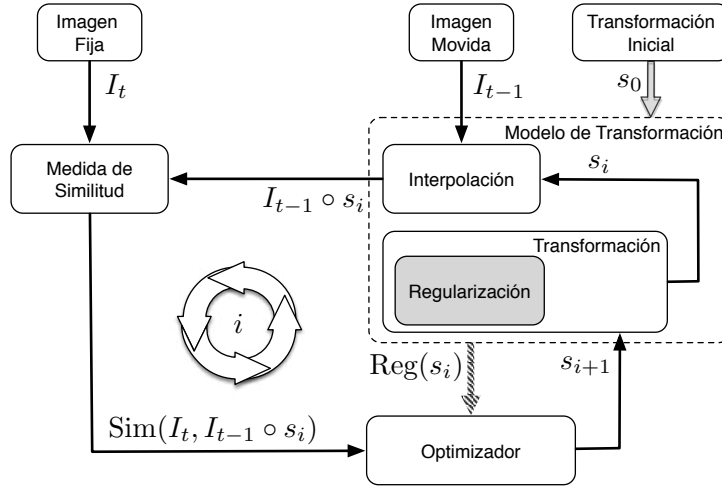 Imagen
Fija
Imagen
Movida
Transformación
Inicial
I_t
I_{t−1}
s_0
Modelo de Transformación
Medida de
Similitud
Interpolación
s_i
I_{t−1} ∘ s_i
Transformación
Regularización
i
Reg(s_i)
s_{i+1}
Sim(I_t, I_{t−1} ∘ s_i)
Optimizador